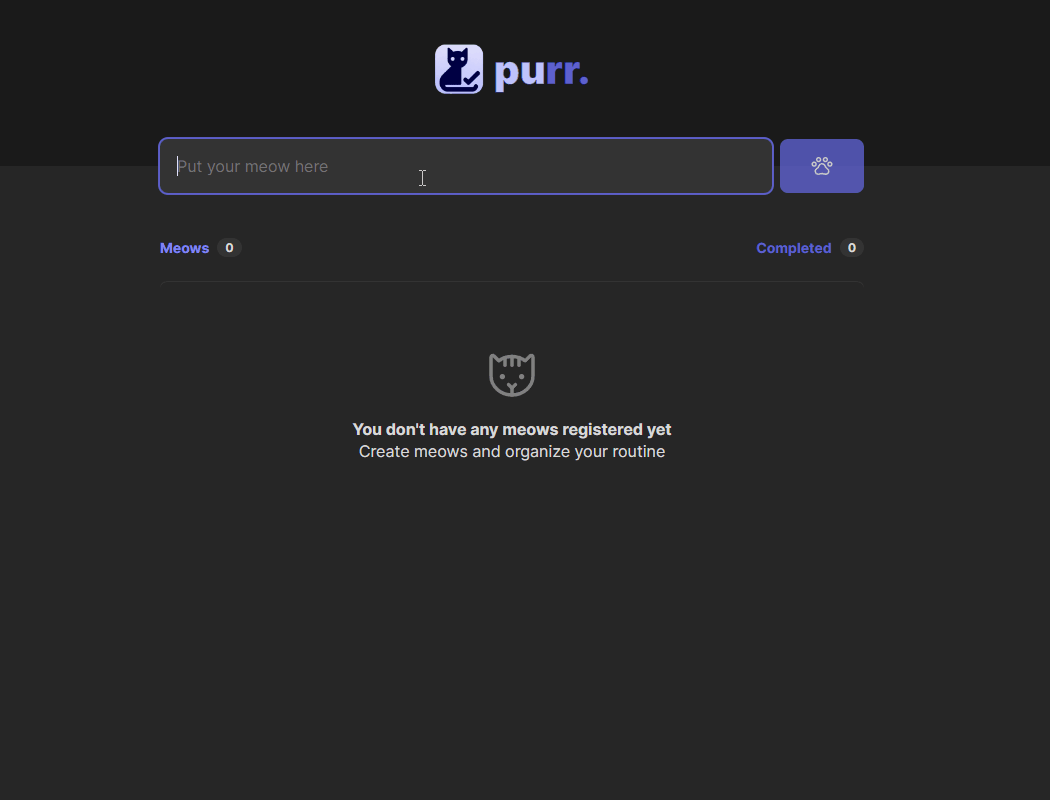 purr.
Put your meow here
Meows 0
Completed 0
You don't have any meows registered yet
Create meows and organize your routine